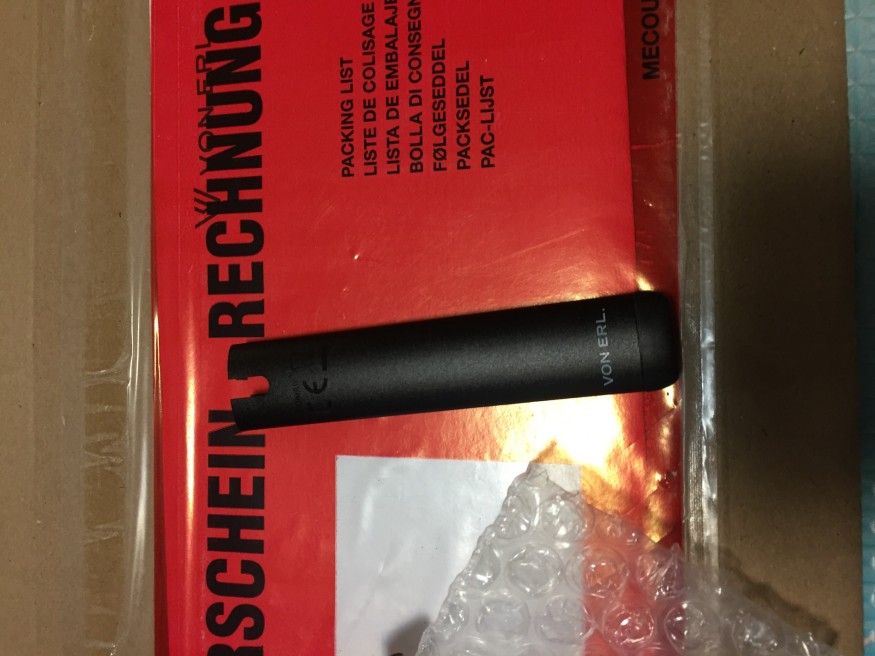 RSCHEIN - RECHNUNG
VON ERL
PACKING LIST
LISTE DE COLISAGE
LISTA DE EMBALAJE
BOLLA DI CONSEGN
FØLGESEDDEL
PACKSEDEL
PAC-LIJST
MECOU
VON ERL.
CE